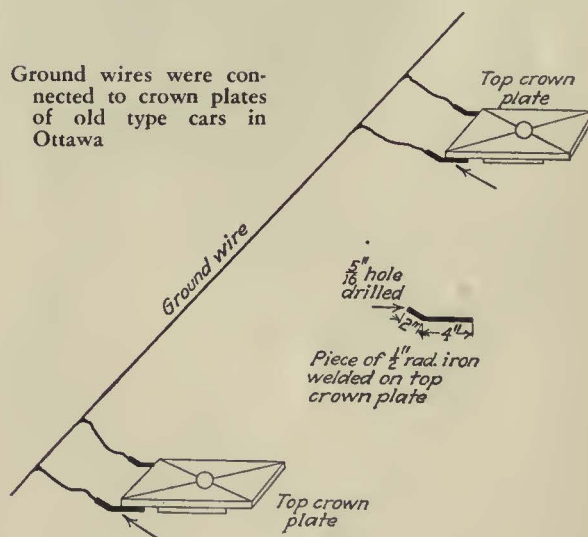 Ground wires were con-
nected to crown plates
of old type cars in
Ottawa
Top crown
plate
Ground wire
5/16" hole
drilled
2"
4"
Piece of 1/2" rad. iron
welded on top
crown plate
Top crown
plate